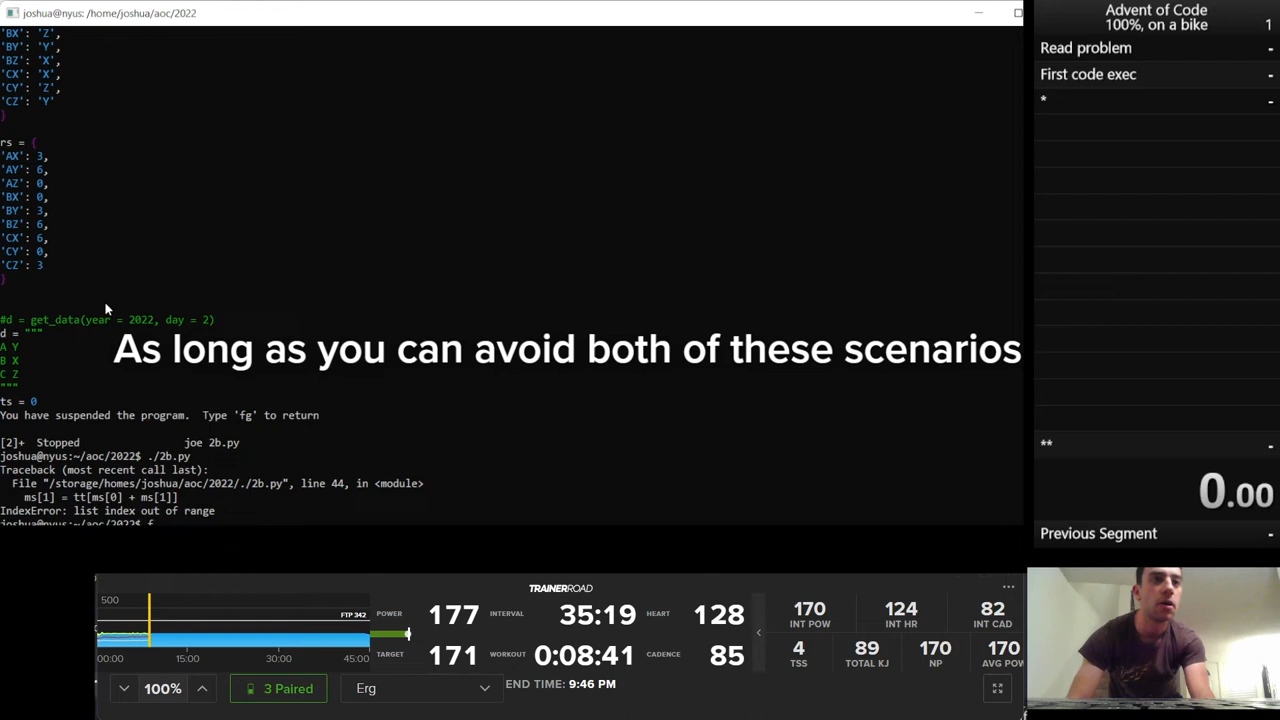 joshua@nyus: /home/joshua/aoc/2022
'BX': 'Z',
'BY': 'Y',
'BZ': 'X',
'CX': 'X',
'CY': 'Z',
'CZ': 'Y'
}
rs = {
'AX': 3,
'AY': 6,
'AZ': 0,
'BX': 0,
'BY': 3,
'BZ': 6,
'CX': 6,
'CY': 0,
'CZ': 3
}
#d = get_data(year = 2022, day = 2)
d = """
A Y
B X
C Z
"""
ts = 0
You have suspended the program. Type 'fg' to return
[2]+ Stopped joe 2b.py
joshua@nyus:~/aoc/2022$ ./2b.py
Traceback (most recent call last):
File "/storage/homes/joshua/aoc/2022/./2b.py", line 44, in <module>
ms[1] = tt[ms[0] + ms[1]]
IndexError: list index out of range
joshua@nyus:~/aoc/2022$ f
As long as you can avoid both of these scenarios
Advent of Code
100%, on a bike 1
Read problem -
First code exec -
* -
** -
0.00
Previous Segment -
TRAINERROAD
500
FTP 342
00:00 15:00 30:00 45:00
POWER 177 INTERVAL 35:19 HEART 128
TARGET 171 WORKOUT 0:08:41 CADENCE 85
170 124 82
INT POW INT HR INT CAD
4 89 170 170
TSS TOTAL KJ NP AVG POW
100% 3 Paired Erg END TIME: 9:46 PM